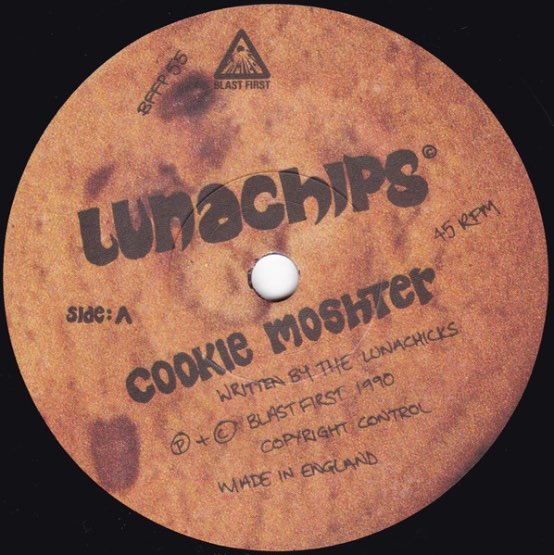 BFFP 55
BLAST FIRST
LUNACHIPS©
45 RPM
Side: A
COOKIE MOSHTER
WRITTEN BY THE LUNACHICKS
Ⓟ + © BLAST FIRST 1990
COPYRIGHT CONTROL
MADE IN ENGLAND